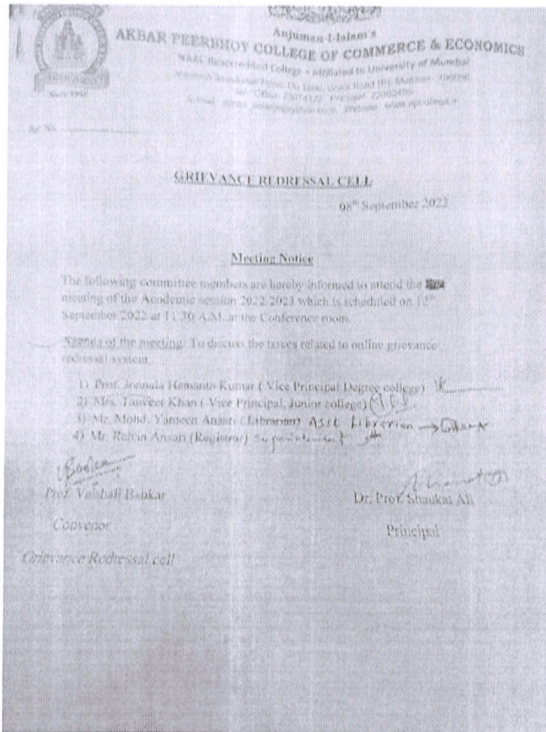 Anjuman-I-Islam's
AKBAR PEERBHOY COLLEGE OF COMMERCE & ECONOMICS
NAAC Reaccredited College • Affiliated to University of Mumbai
GRIEVANCE REDRESSAL CELL
08th September 2022
Meeting Notice
The following committee members are hereby informed to attend the
meeting of the Academic session 2022-2023 which is scheduled on 12th
September 2022 at 11:30 A.M. at the Conference room.
Agenda of the meeting: To discuss the issues related to online grievance
redressal system.
1) Prof. Hemanth Kumar ( Vice Principal Degree college)
2) Mrs. Tanveer Khan ( Vice Principal, Junior college)
3) Mr. Mohd. Ansari (Librarian) Asst Librarian →
4) Mr. Ansari (Registrar) Superintendent
Prof. Vaishali Bankar
Dr. Prof. Shaukat Ali
Convenor
Principal
Grievance Redressal cell